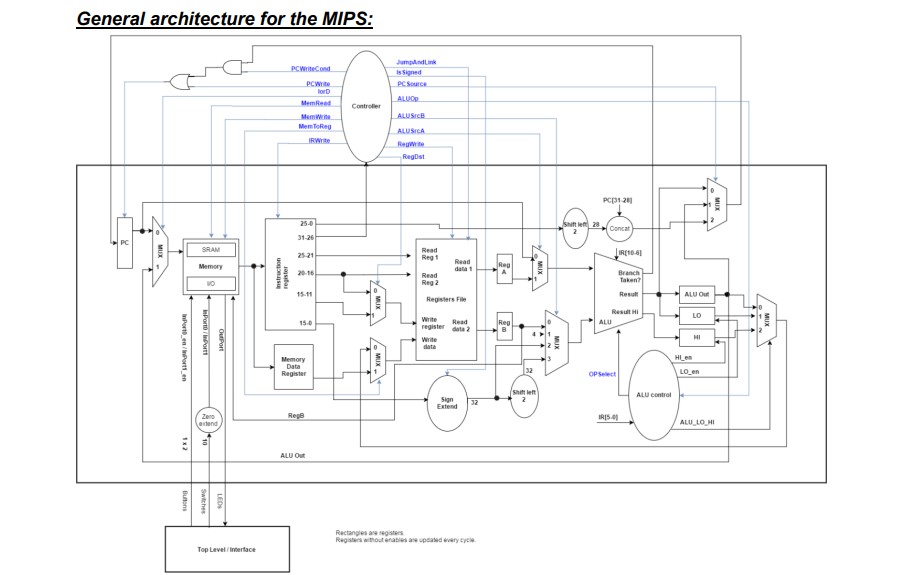 General architecture for the MIPS:
JumpAndLink
PCWriteCond
IsSigned
PCWrite
PCSource
IorD
ALUOp
MemRead
Controller
MemWrite
ALUSrcB
MemToReg
ALUSrcA
IRWrite
RegWrite
RegDst
PC
0
MUX
1
SRAM
Memory
I/O
Instruction
register
25-0
31-26
25-21
20-16
15-11
15-0
Memory
Data
Register
0
MUX
1
0
MUX
1
Read
Reg 1
Read
Reg 2
Read
data 1
Registers File
Write
register
Read
data 2
Write
data
Reg
A
Reg
B
0
MUX
1
0
4
1
2
3
MUX
32
Sign
Extend
32
Shift left
2
Shift left
2
28
Concat
PC[31-28]
IR[10-6]
Branch
Taken?
Result
Result Hi
ALU
0
1
2
MUX
ALU Out
LO
HI
0
1
2
MUX
HI_en
LO_en
OPSelect
ALU control
IR[5-0]
ALU_LO_HI
InPort0_en / InPort1_en
InPort0 / InPort1
OutPort
Zero
extend
RegB
1 x 2
10
ALU Out
Buttons
Switches
LEDs
Top Level / Interface
Rectangles are registers.
Registers without enables are updated every cycle.